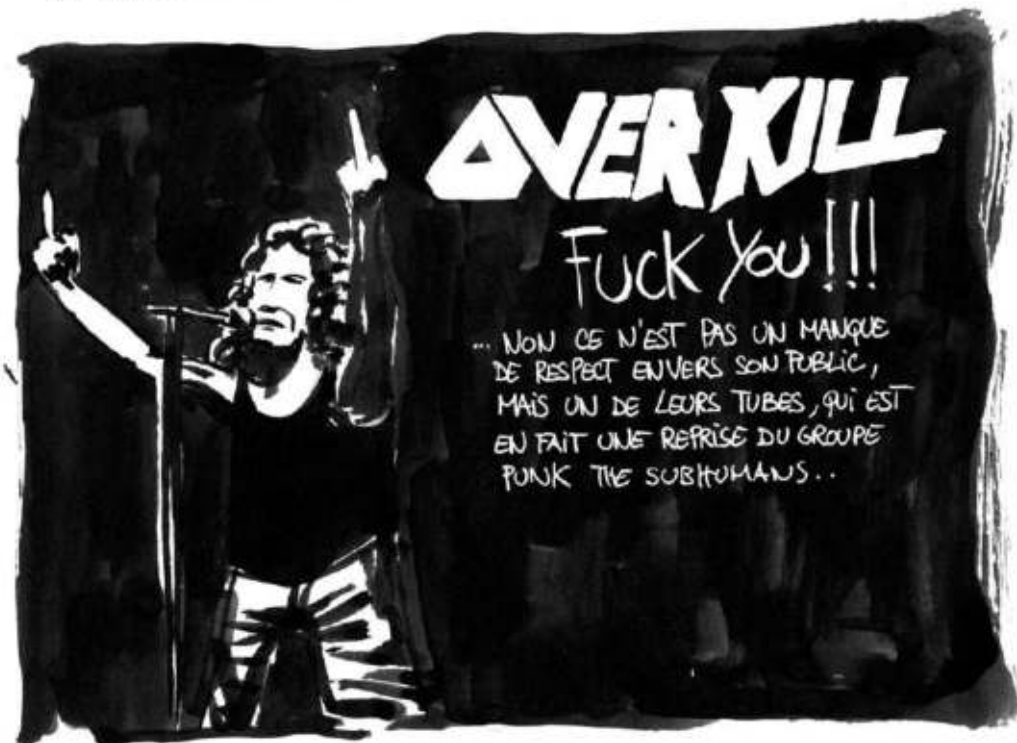 OVERKILL
FUCK YOU!!!
... NON CE N'EST PAS UN MANQUE
DE RESPECT ENVERS SON PUBLIC,
MAIS UN DE LEURS TUBES, QUI EST
EN FAIT UNE REPRISE DU GROUPE
PUNK THE SUBHUMANS..